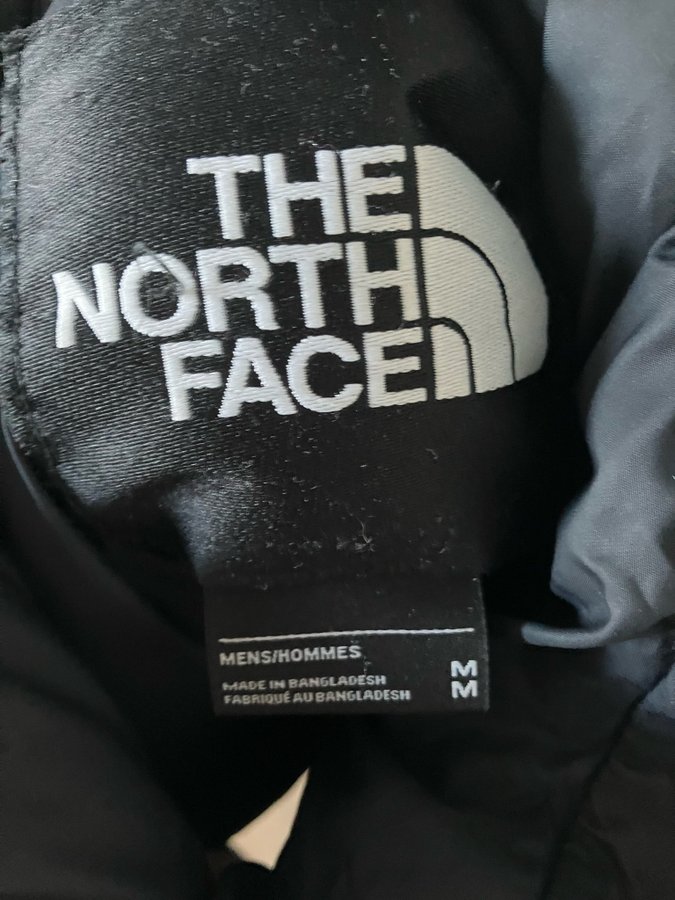 THE
NORTH
FACE
MENS/HOMMES
MADE IN BANGLADESH
FABRIQUÉ AU BANGLADESH
M
M